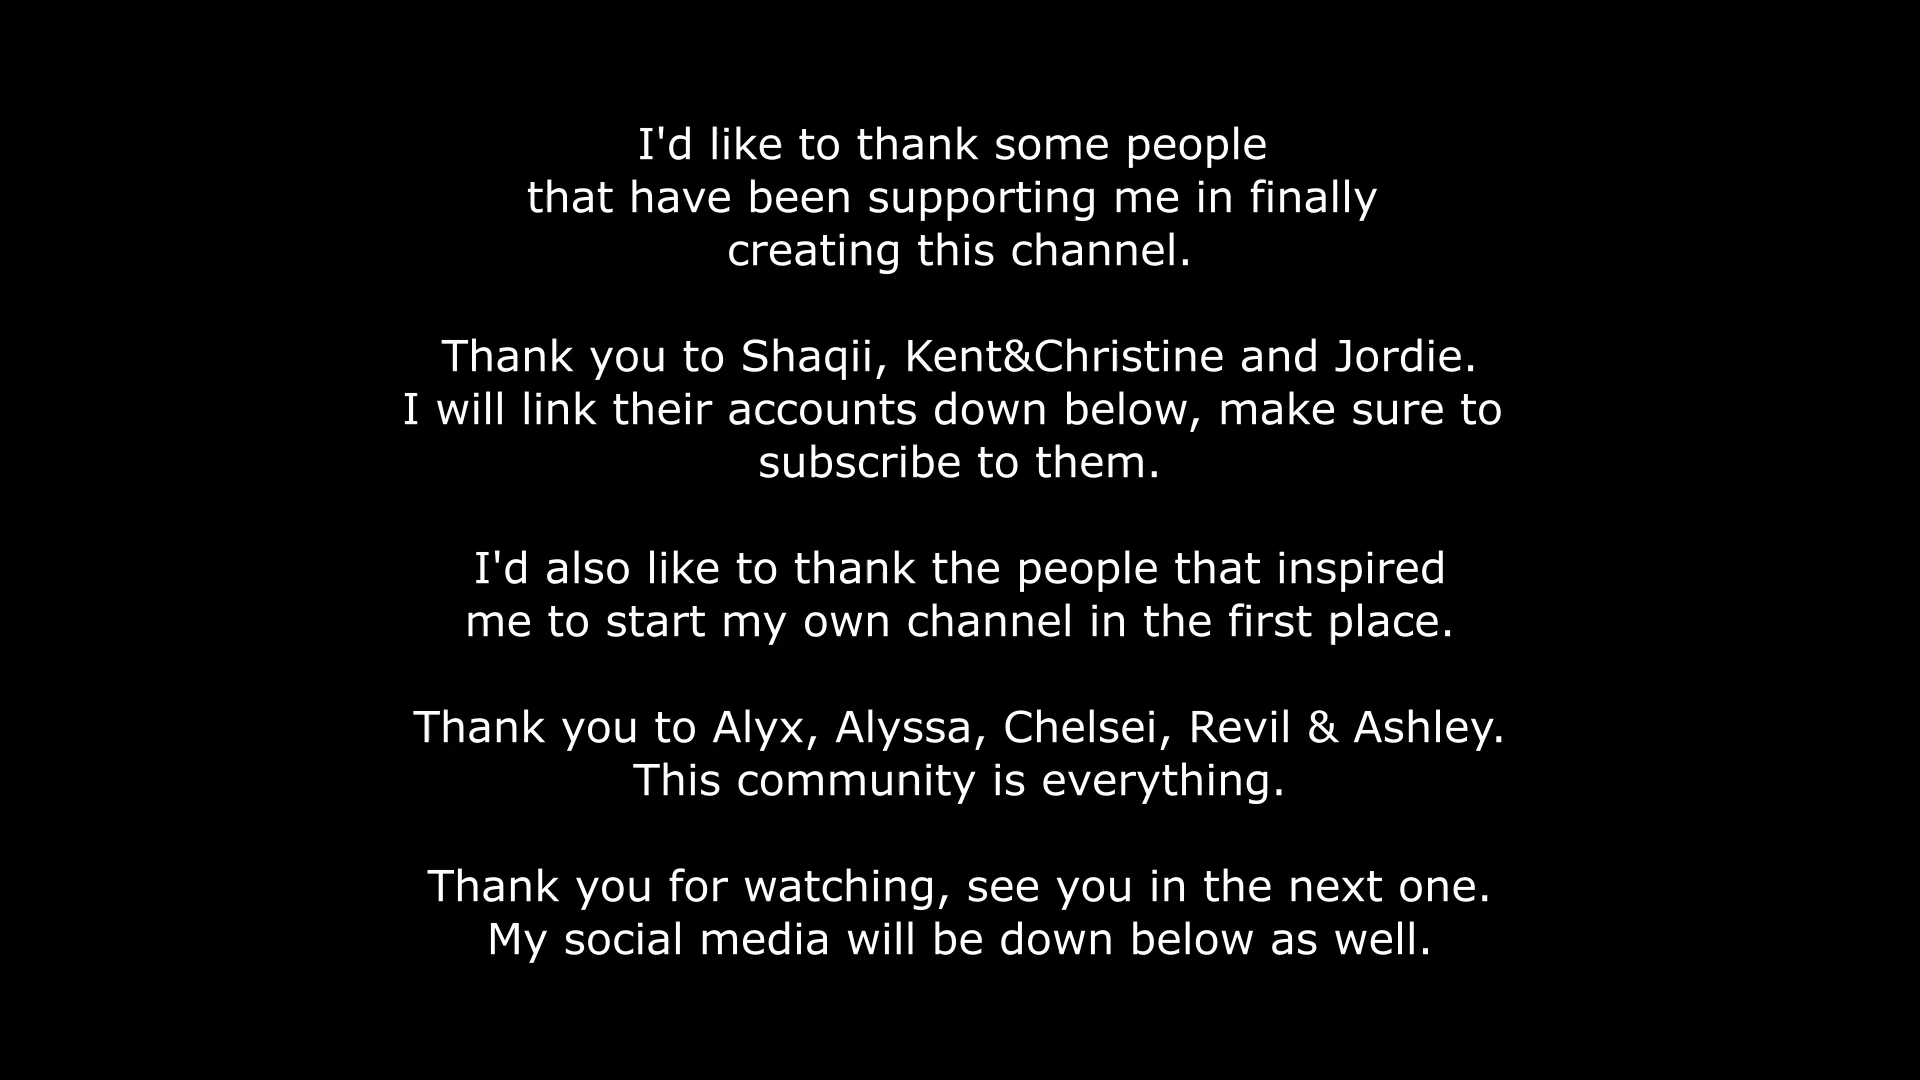 I'd like to thank some people
that have been supporting me in finally
creating this channel.
Thank you to Shaqii, Kent&Christine and Jordie.
I will link their accounts down below, make sure to
subscribe to them.
I'd also like to thank the people that inspired
me to start my own channel in the first place.
Thank you to Alyx, Alyssa, Chelsei, Revil & Ashley.
This community is everything.
Thank you for watching, see you in the next one.
My social media will be down below as well.